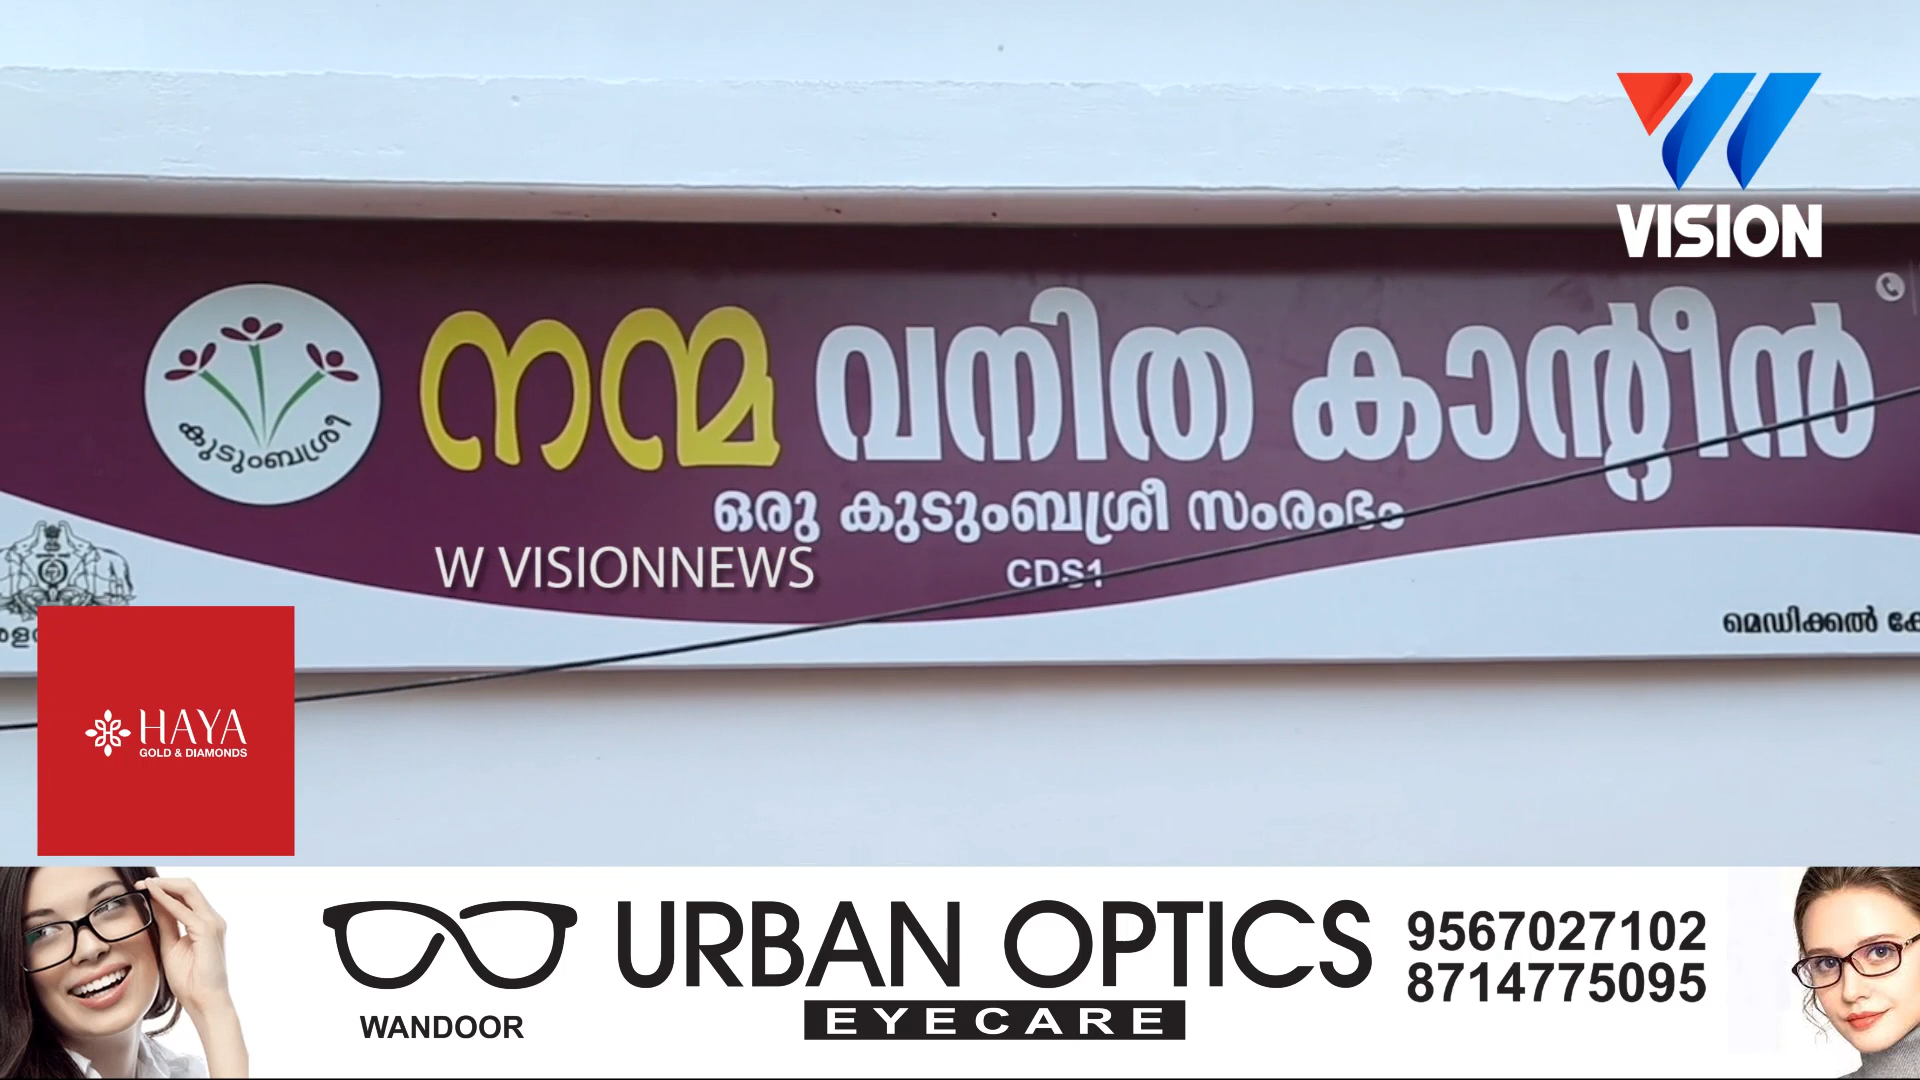 VISION
നന്മ വനിത കാന്റീൻ
കുടുംബശ്രീ
ഒരു കുടുംബശ്രീ സംരംഭം
W VISIONNEWS
CDS1
മെഡിക്കൽ
HAYA
GOLD & DIAMONDS
URBAN OPTICS
EYECARE
WANDOOR
9567027102
8714775095